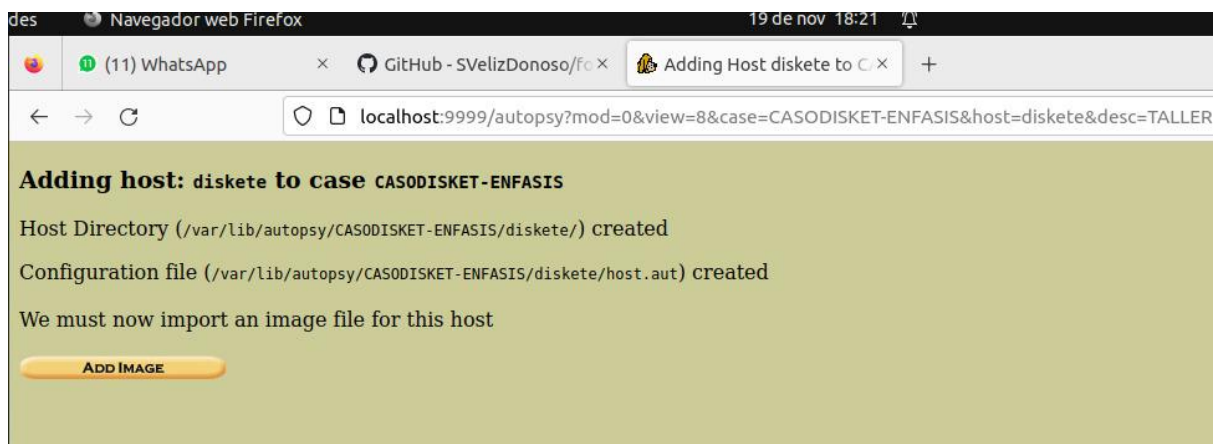 des Navegador web Firefox 19 de nov 18:21
(11) WhatsApp × GitHub - SVelizDonoso/fo × Adding Host diskete to CA × +
localhost:9999/autopsy?mod=0&view=8&case=CASODISKET-ENFASIS&host=diskete&desc=TALLER
Adding host: diskete to case CASODISKET-ENFASIS
Host Directory (/var/lib/autopsy/CASODISKET-ENFASIS/diskete/) created
Configuration file (/var/lib/autopsy/CASODISKET-ENFASIS/diskete/host.aut) created
We must now import an image file for this host
ADD IMAGE